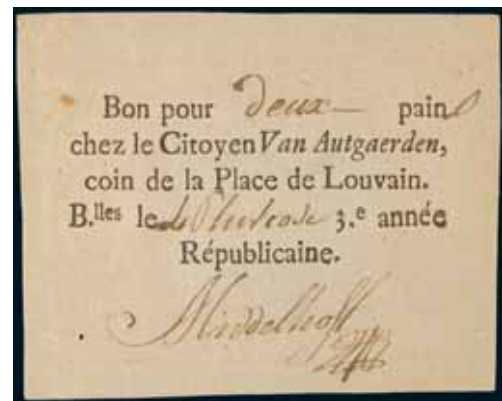 Bon pour deux pains
chez le Citoyen Van Autgaerden,
coin de la Place de Louvain.
B.lles le Pluviose 3.e année
Républicaine.